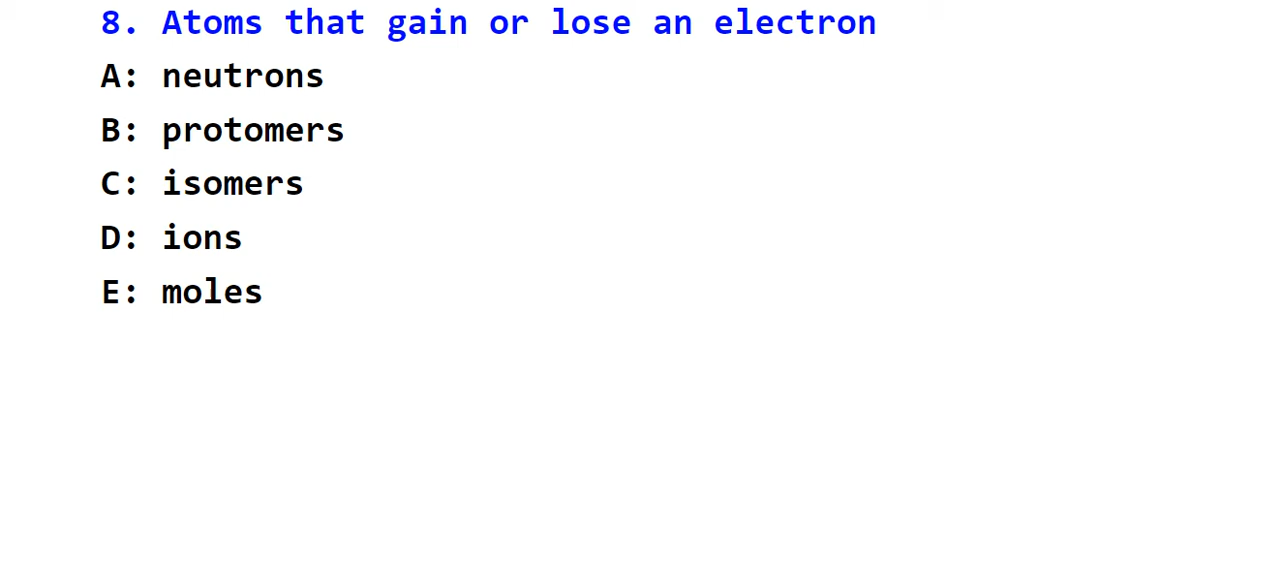 8. Atoms that gain or lose an electron
A: neutrons
B: protomers
C: isomers
D: ions
E: moles